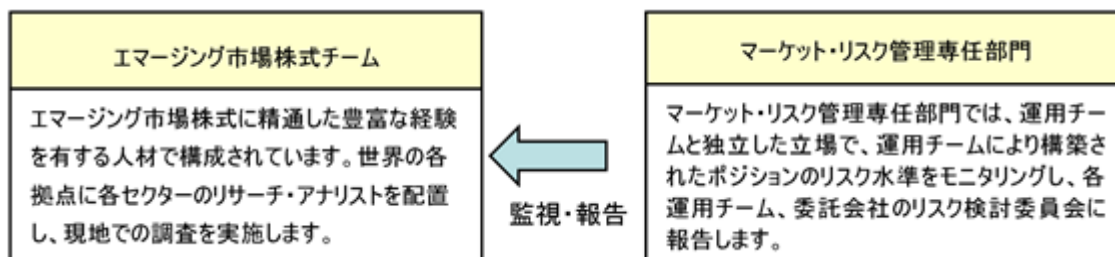 エマージング市場株式チーム
エマージング市場株式に精通した豊富な経験
を有する人材で構成されています。世界の各
拠点に各セクターのリサーチ・アナリストを配置
し、現地での調査を実施します。
監視・報告
マーケット・リスク管理専任部門
マーケット・リスク管理専任部門では、運用チー
ムと独立した立場で、運用チームにより構築さ
れたポジションのリスク水準をモニタリングし、各
運用チーム、委託会社のリスク検討委員会に
報告します。